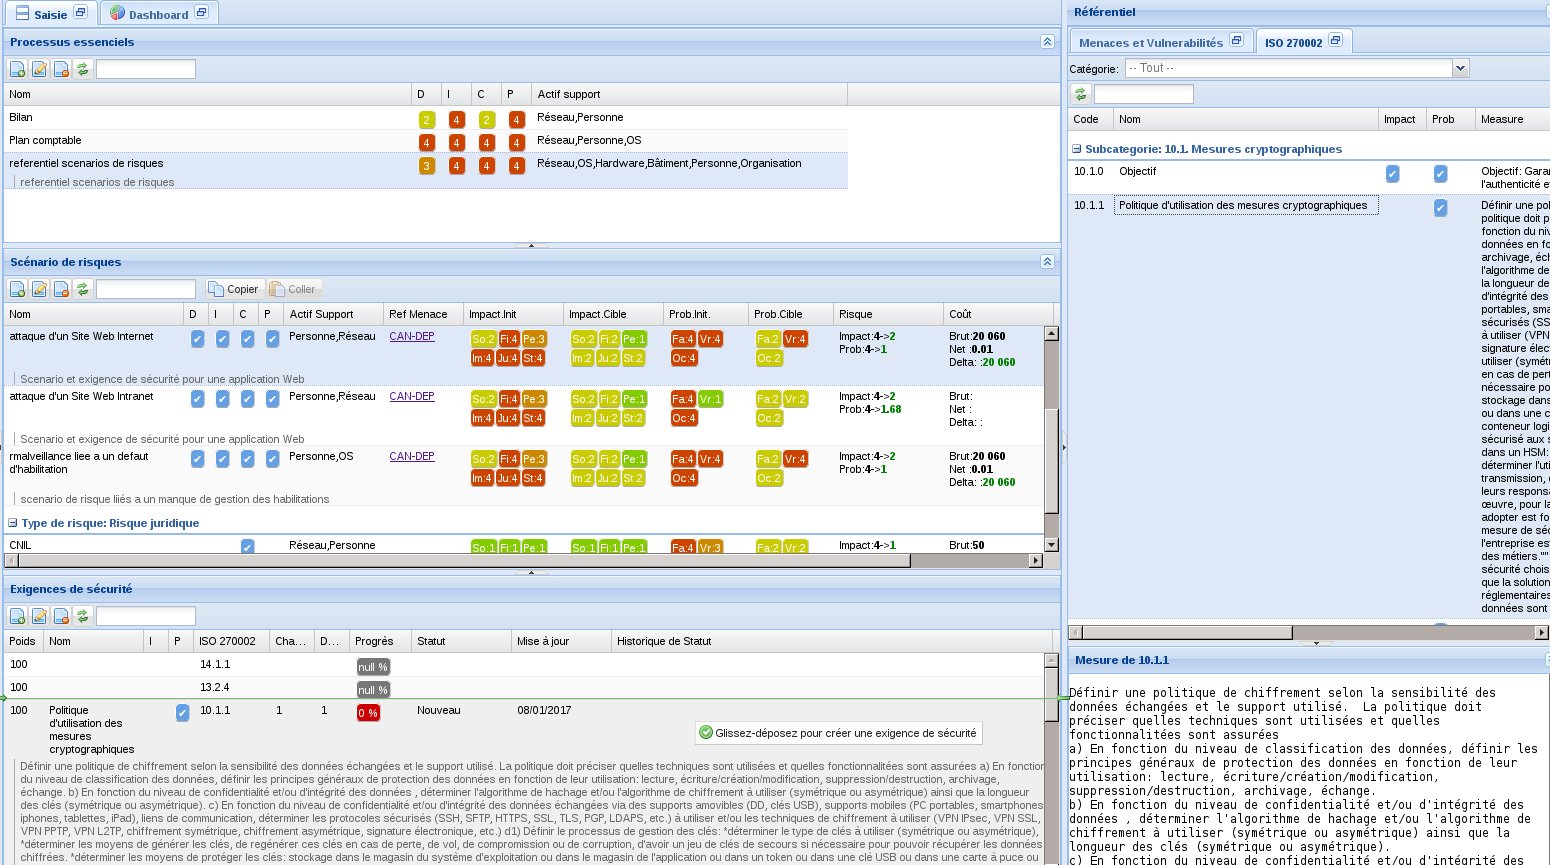 Saisie
Dashboard
Processus essenciels
Nom D I C P Actif support
Bilan 2 4 2 4 Réseau,Personne
Plan comptable 4 4 4 4 Réseau,Personne,OS
referentiel scenarios de risques 3 4 4 4 Réseau,OS,Hardware,Bâtiment,Personne,Organisation
referentiel scenarios de risques
Scénario de risques
Copier Coller
Nom D I C P Actif Support Ref Menace Impact.Init Impact.Cible Prob.Init. Prob.Cible Risque Coût
attaque d'un Site Web Internet Personne,Réseau CAN-DEP So:2 Fi:4 Pe:3 So:2 Fi:2 Pe:1 Fa:4 Vr:4 Fa:2 Vr:4 Impact:4->2 Brut:20 060
Im:4 Ju:4 St:4 Im:2 Ju:2 St:2 Oc:4 Oc:2 Prob:4->1 Net :0.01
Delta: :20 060
Scenario et exigence de sécurité pour une application Web
attaque d'un Site Web Intranet Personne,Réseau CAN-DEP So:2 Fi:4 Pe:3 So:2 Fi:2 Pe:1 Fa:4 Vr:1 Fa:2 Vr:2 Impact:4->2 Brut:
Im:4 Ju:4 St:4 Im:2 Ju:2 St:2 Oc:4 Oc:2 Prob:4->1.68 Net :
Delta: :
Scenario et exigence de sécurité pour une application Web
rmalveillance liee a un defaut Personne,OS CAN-DEP So:2 Fi:4 Pe:3 So:2 Fi:2 Pe:1 Fa:4 Vr:4 Fa:2 Vr:4 Impact:4->2 Brut:20 060
d'habilitation Im:4 Ju:4 St:4 Im:2 Ju:2 St:2 Oc:4 Oc:2 Prob:4->1 Net :0.01
Delta: :20 060
scenario de risque liiés a un manque de gestion des habilitations
Type de risque: Risque juridique
CNIL Réseau,Personne So:1 Fi:1 Pe:1 So:1 Fi:1 Pe:1 Fa:4 Vr:3 Fa:2 Vr:2 Impact:4->1 Brut:50
Exigences de sécurité
Poids Nom I P ISO 270002 Cha... D... Progrès Statut Mise à jour Historique de Statut
100 14.1.1 null %
100 13.2.4 null %
100 Politique 10.1.1 1 1 0 % Nouveau 08/01/2017
d'utilisation des
mesures
cryptographiques
Glissez-déposez pour créer une exigence de sécurité
Définir une politique de chiffrement selon la sensibilité des données échangées et le support utilisé. La politique doit préciser quelles techniques sont utilisées et quelles fonctionnalités sont assurées a) En fonction
du niveau de classification des données, définir les principes généraux de protection des données en fonction de leur utilisation: lecture, écriture/création/modification, suppression/destruction, archivage,
échange. b) En fonction du niveau de confidentialité et/ou d'intégrité des données , déterminer l'algorithme de hachage et/ou l'algorithme de chiffrement à utiliser (symétrique ou asymétrique) ainsi que la longueur
des clés (symétrique ou asymétrique). c) En fonction du niveau de confidentialité et/ou d'intégrité des données échangées via des supports amovibles (DD, clés USB), supports mobiles (PC portables, smartphones
iphones, tablettes, iPad), liens de communication, déterminer les protocoles sécurisés (SSH, SFTP, HTTPS, SSL, TLS, PGP, LDAPS, etc.) à utiliser et/ou les techniques de chiffrement à utiliser (VPN IPsec, VPN SSL,
VPN PPTP, VPN L2TP, chiffrement symétrique, chiffrement asymétrique, signature électronique, etc.) d1) Définir le processus de gestion des clés: *déterminer le type de clés à utiliser (symétrique ou asymétrique),
*déterminer les moyens de générer les clés, de regénérer ces clés en cas de perte, de vol, de compromission ou de corruption, d'avoir un jeu de clés de secours si nécessaire pour pouvoir récupérer les données
chiffrées. *déterminer les moyens de protéger les clés: stockage dans le magasin du système d'exploitation ou dans le magasin de l'application ou dans un token ou dans une clé USB ou dans une carte à puce ou
Référentiel
Menaces et Vulnerabilités
ISO 270002
Catégorie: -- Tout --
Code Nom Impact Prob Measure
Subcategorie: 10.1. Mesures cryptographiques
10.1.0 Objectif Objectif: Gara
l'authenticité e
10.1.1 Politique d'utilisation des mesures cryptographiques Définir une pol
politique doit p
fonction du niv
données en fo
archivage, éch
l'algorithme de
la longueur de
d'intégrité des
portables, sma
sécurisés (SS
à utiliser (VPN
signature élec
utiliser (symétr
en cas de pert
nécessaire po
stockage dans
ou dans une c
conteneur logi
sécurisé aux s
dans un HSM:
déterminer l'uti
transmission, 
leurs respons
œuvre, pour la
adopter est fo
mesure de séc
l'entreprise es
des métiers.""
sécurité chois
que la solution
réglementaires
données sont
Mesure de 10.1.1
Définir une politique de chiffrement selon la sensibilité des
données échangées et le support utilisé. La politique doit
préciser quelles techniques sont utilisées et quelles
fonctionnalités sont assurées
a) En fonction du niveau de classification des données, définir les
principes généraux de protection des données en fonction de leur
utilisation: lecture, écriture/création/modification,
suppression/destruction, archivage, échange.
b) En fonction du niveau de confidentialité et/ou d'intégrité des
données , déterminer l'algorithme de hachage et/ou l'algorithme de
chiffrement à utiliser (symétrique ou asymétrique) ainsi que la
longueur des clés (symétrique ou asymétrique).
c) En fonction du niveau de confidentialité et/ou d'intégrité des